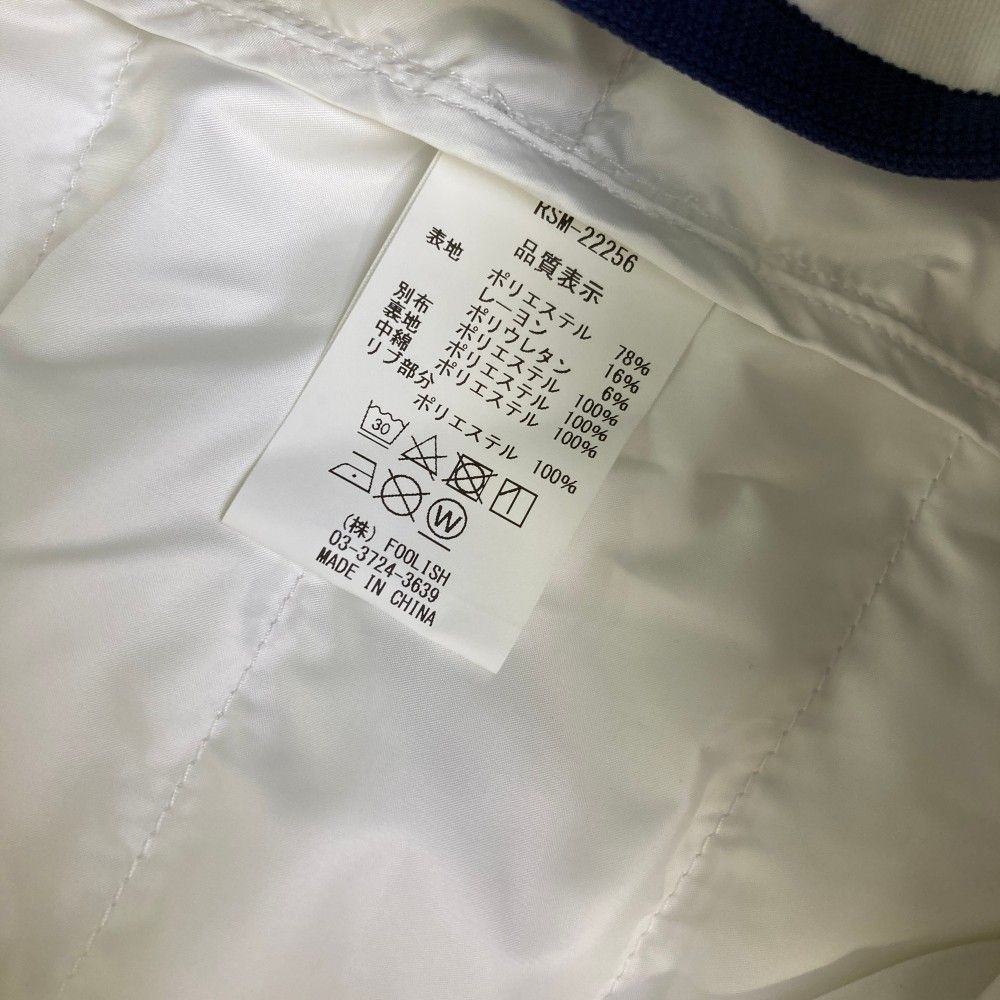 RSM-22256
品質表示
表地 ポリエステル 78%
レーヨン 16%
ポリウレタン 6%
別布 ポリエステル 100%
裏地 ポリエステル 100%
中綿 ポリエステル 100%
リブ部分
ポリエステル 100%
30
W
(株) FOOLISH
03-3724-3639
MADE IN CHINA